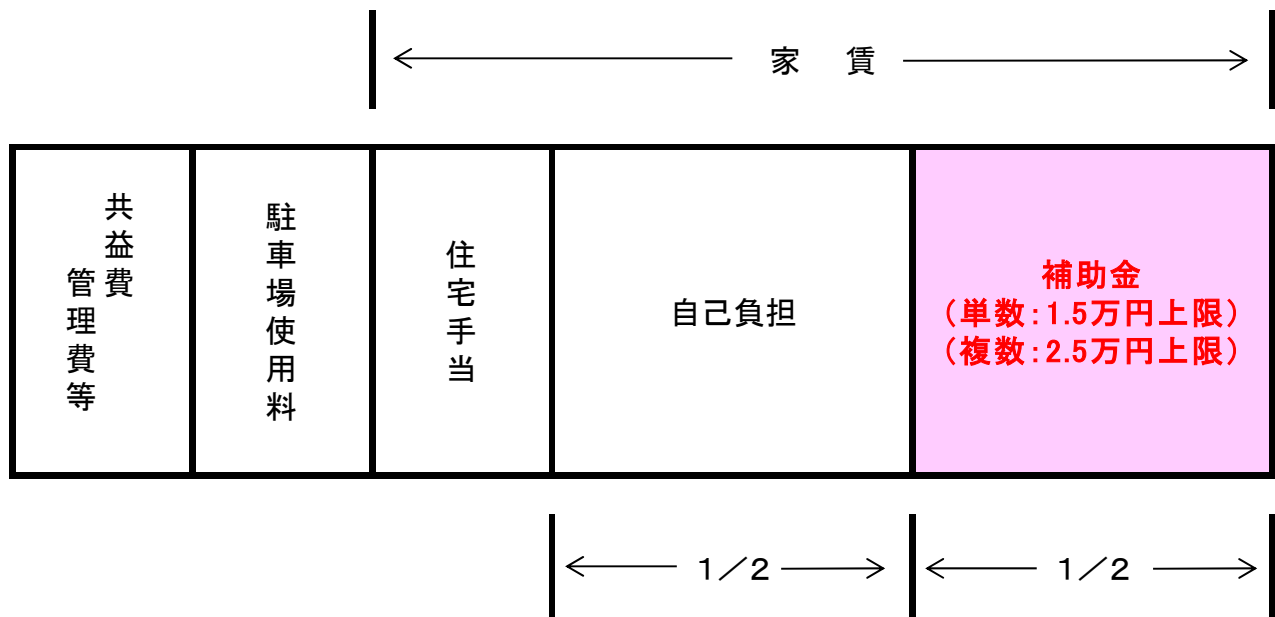 家　賃
共益費
管理費等
駐車場使用料
住宅手当
自己負担
補助金
（単数：1.5万円上限）
（複数：2.5万円上限）
１／２
１／２